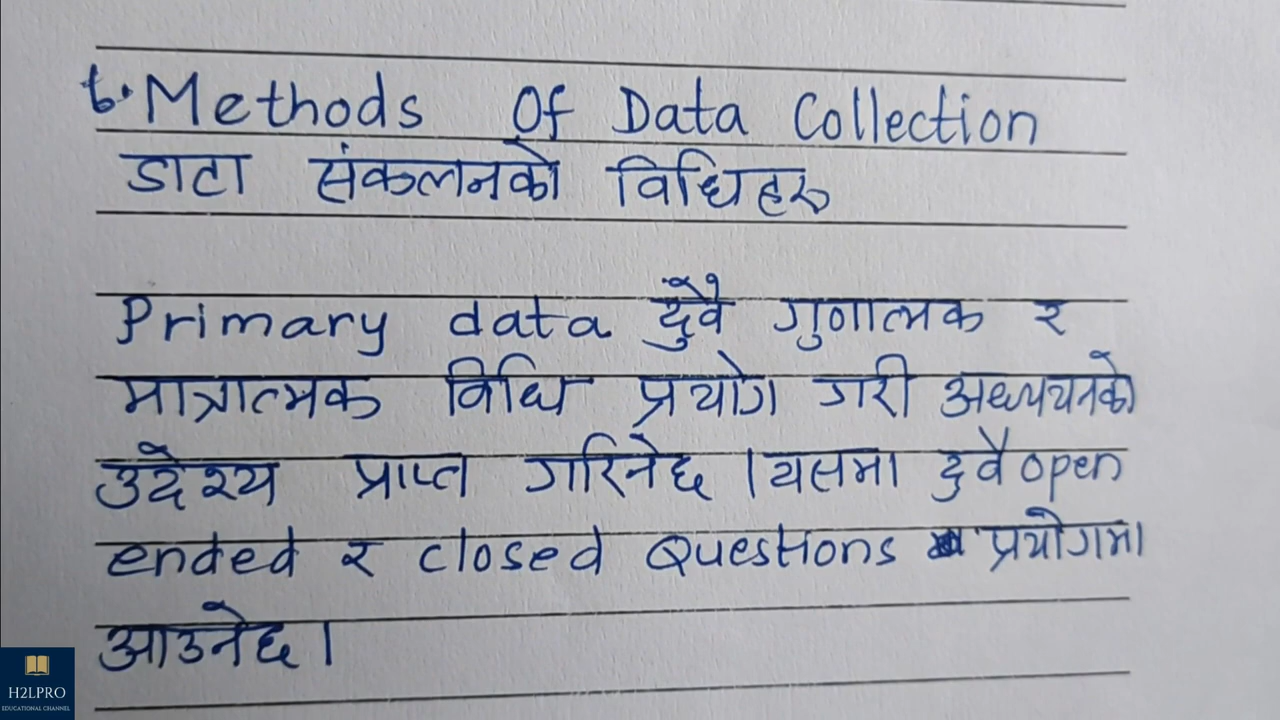 6. Methods Of Data Collection
डाटा संकलनको विधिहरु
Primary data दुवै गुणात्मक र
मात्रात्मक विधि प्रयोग गरी अध्ययनको
उदेश्य प्राप्त गरिनेछ । यसमा दुवै open
ended र closed Questions प्रयोगमा
आउनेछ ।
H2LPRO
EDUCATIONAL CHANNEL